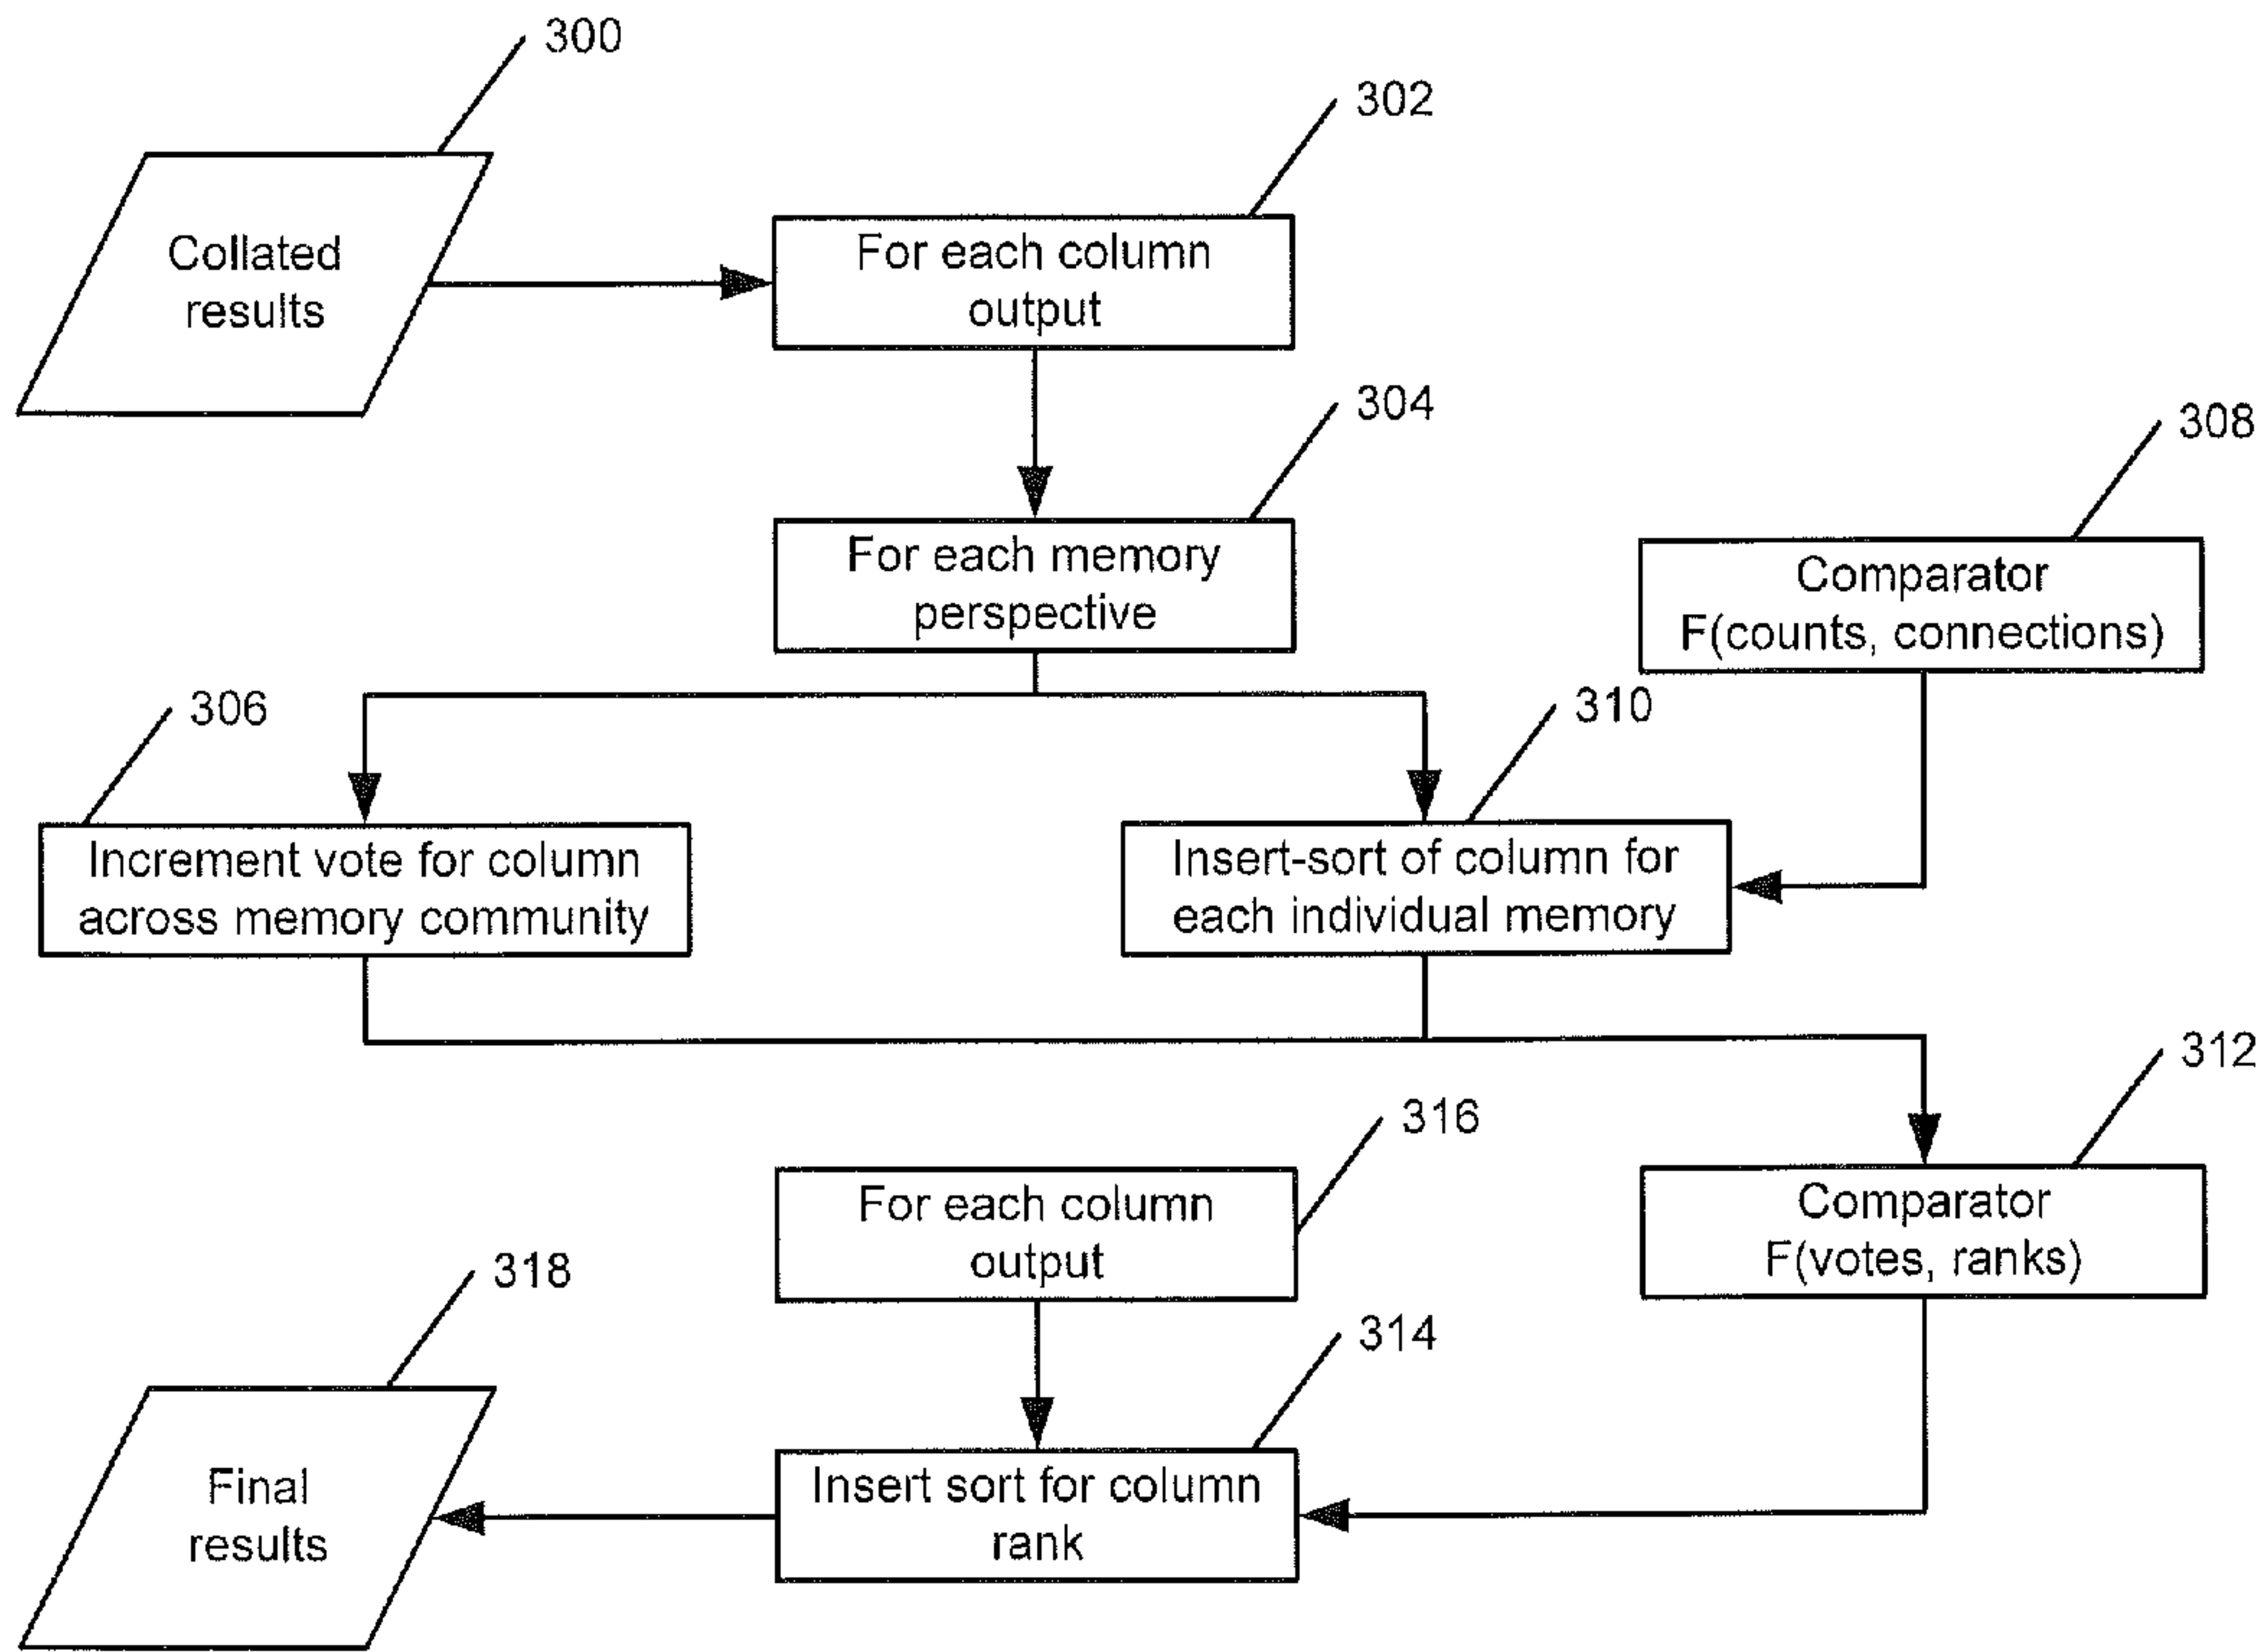 300
302
Collated
results
For each column
output
304
308
For each memory
perspective
Comparator
F(counts, connections)
306
310
Increment vote for column
across memory community
Insert-sort of column for
each individual memory
312
316
For each column
output
Comparator
F(votes, ranks)
318
314
Final
results
Insert sort for column
rank